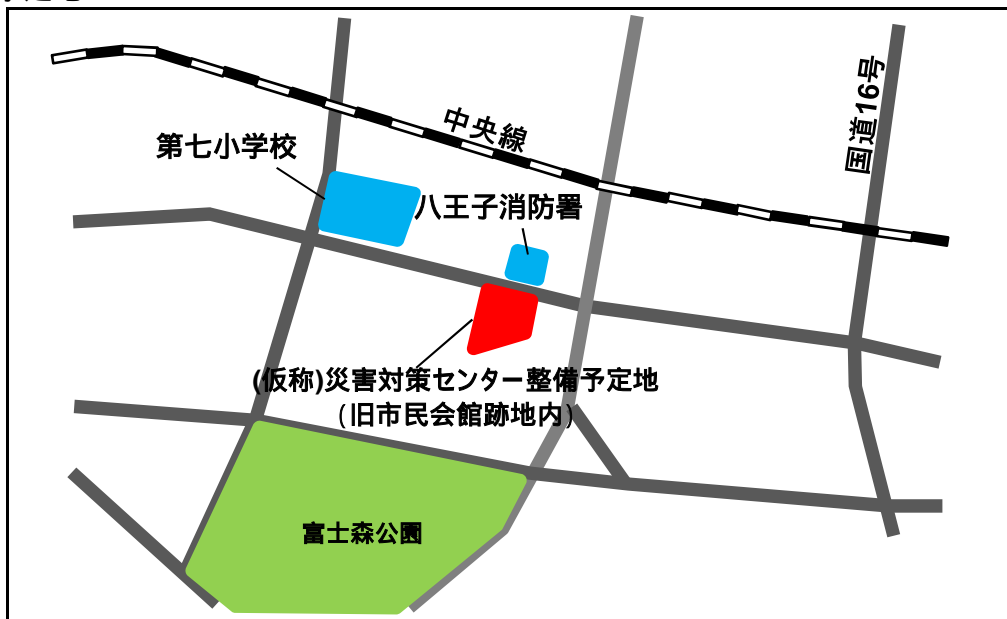 中央線
国道16号
第七小学校
八王子消防署
(仮称)災害対策センター整備予定地
（旧市民会館跡地内）
富士森公園